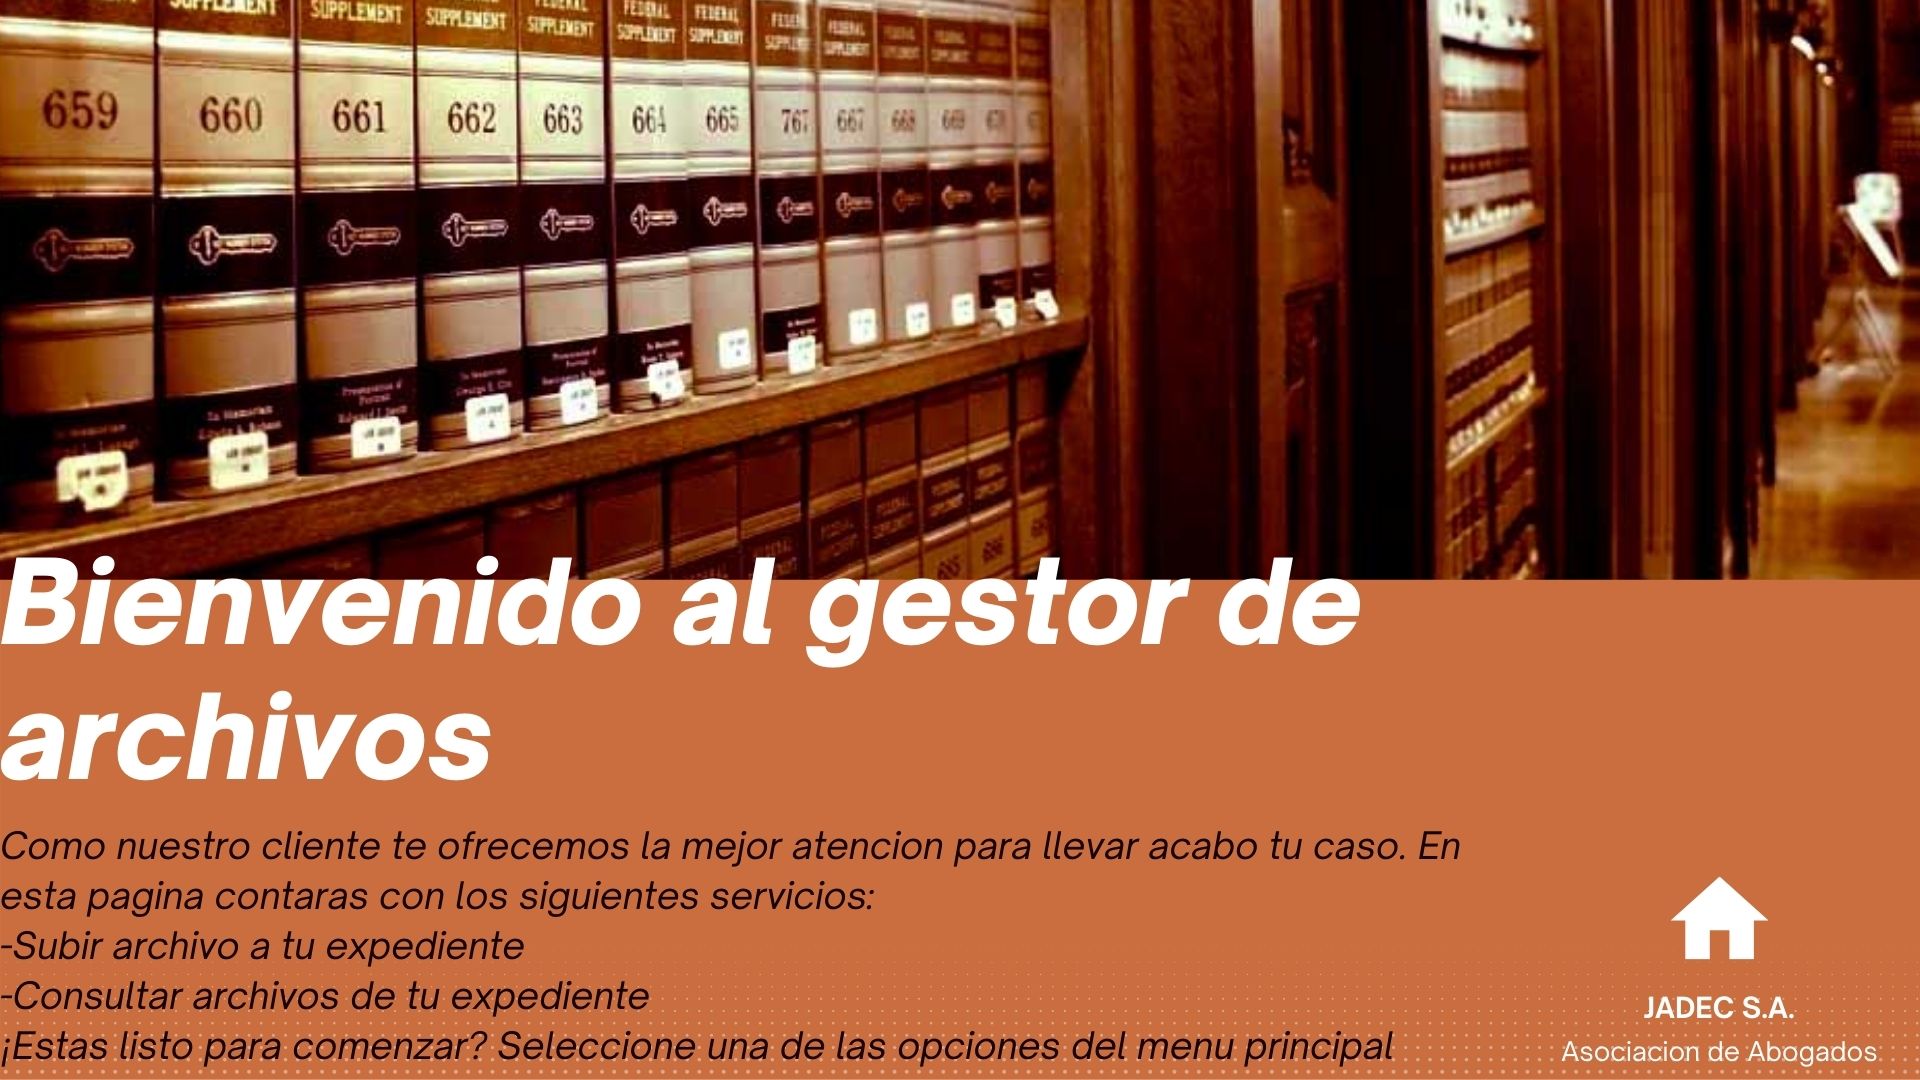 SUPPLEMENT
SUPPLEMENT
SUPPLEMENT
FEDERAL
SUPPLEMENT
FEDERAL
SUPPLEMENT
FEDERAL
SUPPLEMENT
FEDERAL
SUPPLEMENT
FEDERAL
SUPPLEMENT
659 660 661 662 663 664 665 767 667 668 669
Bienvenido al gestor de
archivos
Como nuestro cliente te ofrecemos la mejor atencion para llevar acabo tu caso. En
esta pagina contaras con los siguientes servicios:
-Subir archivo a tu expediente
-Consultar archivos de tu expediente
¡Estas listo para comenzar? Seleccione una de las opciones del menu principal
JADEC S.A.
Asociacion de Abogados